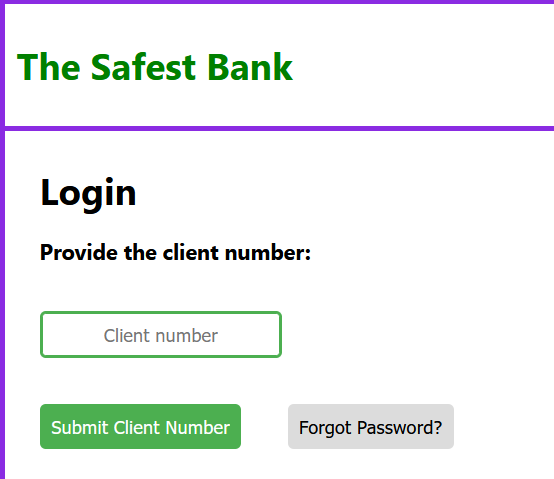 The Safest Bank
Login
Provide the client number:
Client number
Submit Client Number
Forgot Password?